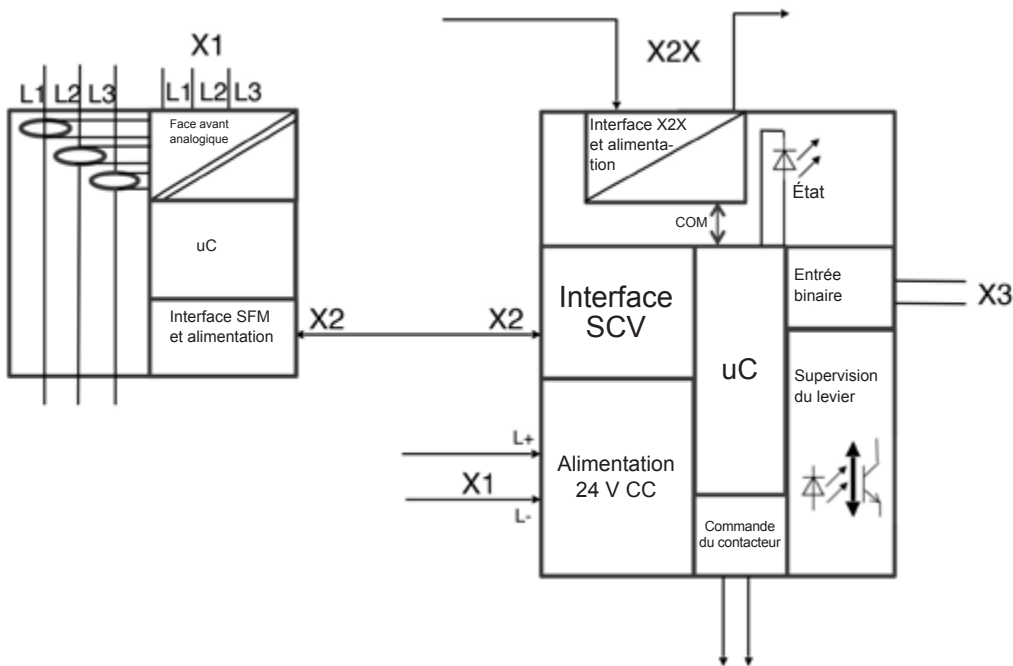 X1
L1 L2 L3
L1 L2 L3
Face avant
analogique
uC
Interface SFM
et alimentation
X2
X2
X2X
Interface X2X
et alimenta-
tion
COM
État
Interface
SCV
uC
Entrée
binaire
X3
Supervision
du levier
L+
X1
L-
Alimentation
24 V CC
Commande
du contacteur